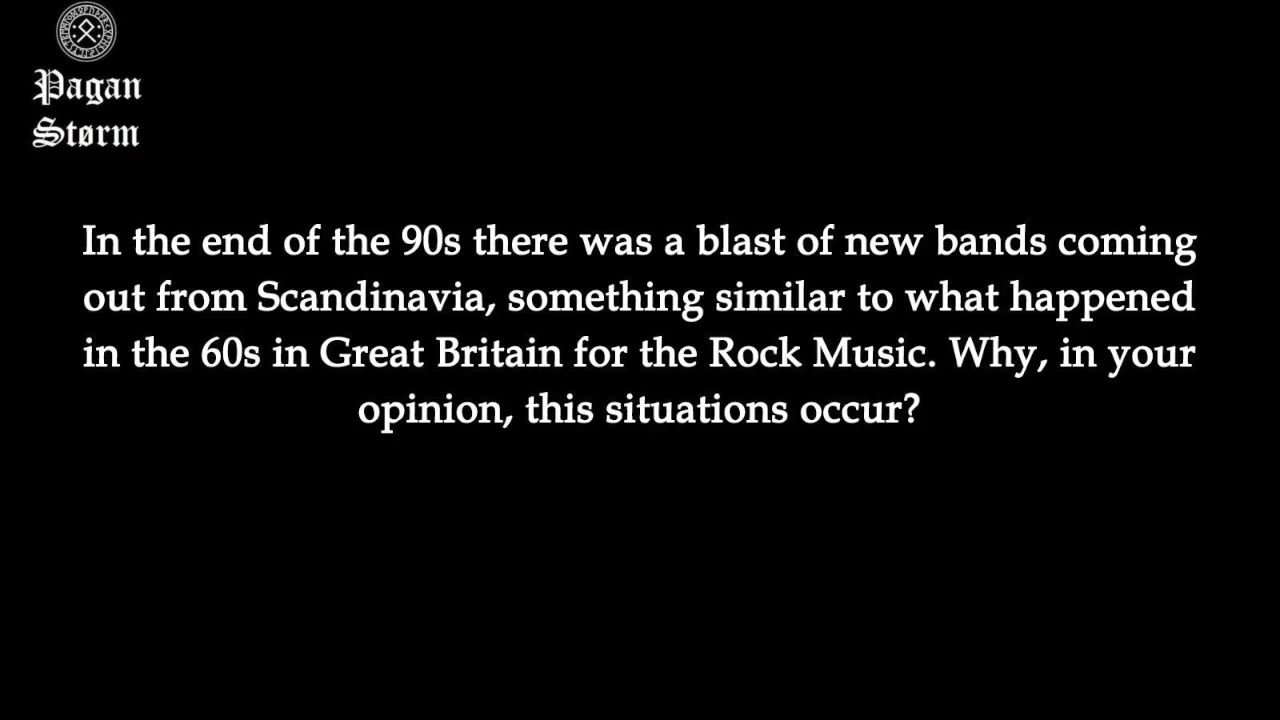 Pagan
Størm
In the end of the 90s there was a blast of new bands coming
out from Scandinavia, something similar to what happened
in the 60s in Great Britain for the Rock Music. Why, in your
opinion, this situations occur?